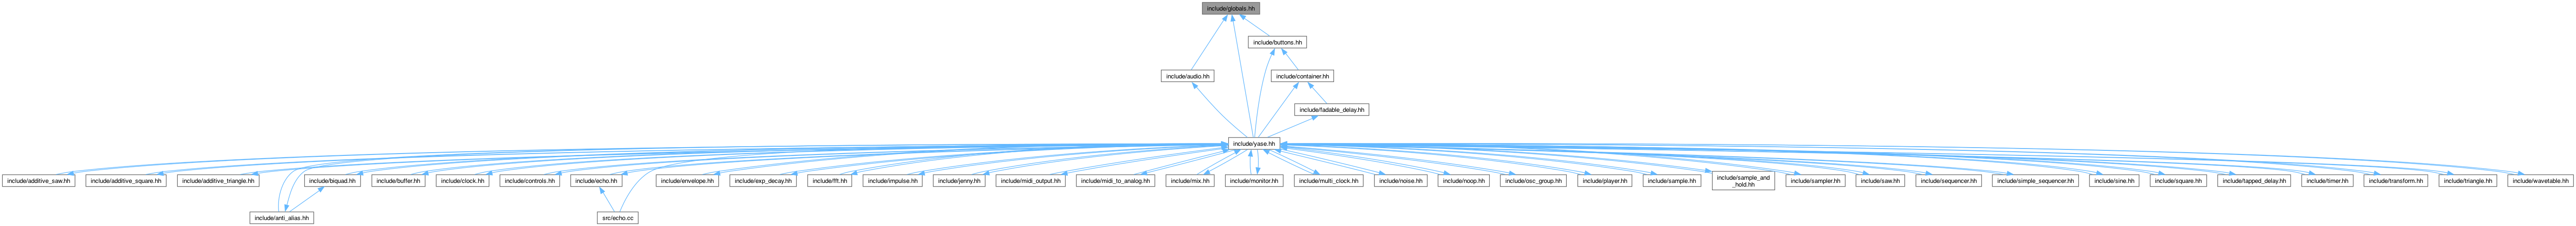 include/globals.hh
include/buttons.hh
include/audio.hh
include/container.hh
include/fadable_delay.hh
include/yase.hh
include/additive_saw.hh
include/additive_square.hh
include/additive_triangle.hh
include/biquad.hh
include/buffer.hh
include/clock.hh
include/controls.hh
include/echo.hh
include/envelope.hh
include/exp_decay.hh
include/fft.hh
include/impulse.hh
include/jenny.hh
include/midi_output.hh
include/midi_to_analog.hh
include/mix.hh
include/monitor.hh
include/multi_clock.hh
include/noise.hh
include/noop.hh
include/osc_group.hh
include/player.hh
include/sample.hh
include/sample_and
_hold.hh
include/sampler.hh
include/saw.hh
include/sequencer.hh
include/simple_sequencer.hh
include/sine.hh
include/square.hh
include/tapped_delay.hh
include/timer.hh
include/transform.hh
include/triangle.hh
include/wavetable.hh
include/anti_alias.hh
src/echo.cc